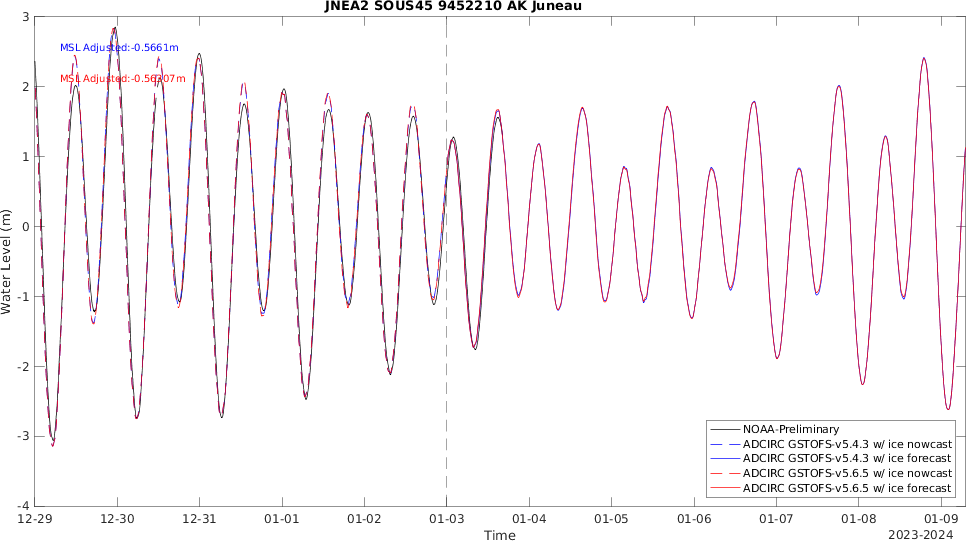 JNEA2 SOUS45 9452210 AK Juneau
3
2
1
0
-1
-2
-3
-4
Water Level (m)
MSL Adjusted:-0.5661m
MSL Adjusted:-0.56307m
NOAA-Preliminary
ADCIRC GSTOFS-v5.4.3 w/ ice nowcast
ADCIRC GSTOFS-v5.4.3 w/ ice forecast
ADCIRC GSTOFS-v5.6.5 w/ ice nowcast
ADCIRC GSTOFS-v5.6.5 w/ ice forecast
12-29 12-30 12-31 01-01 01-02 01-03 01-04 01-05 01-06 01-07 01-08 01-09
Time
2023-2024